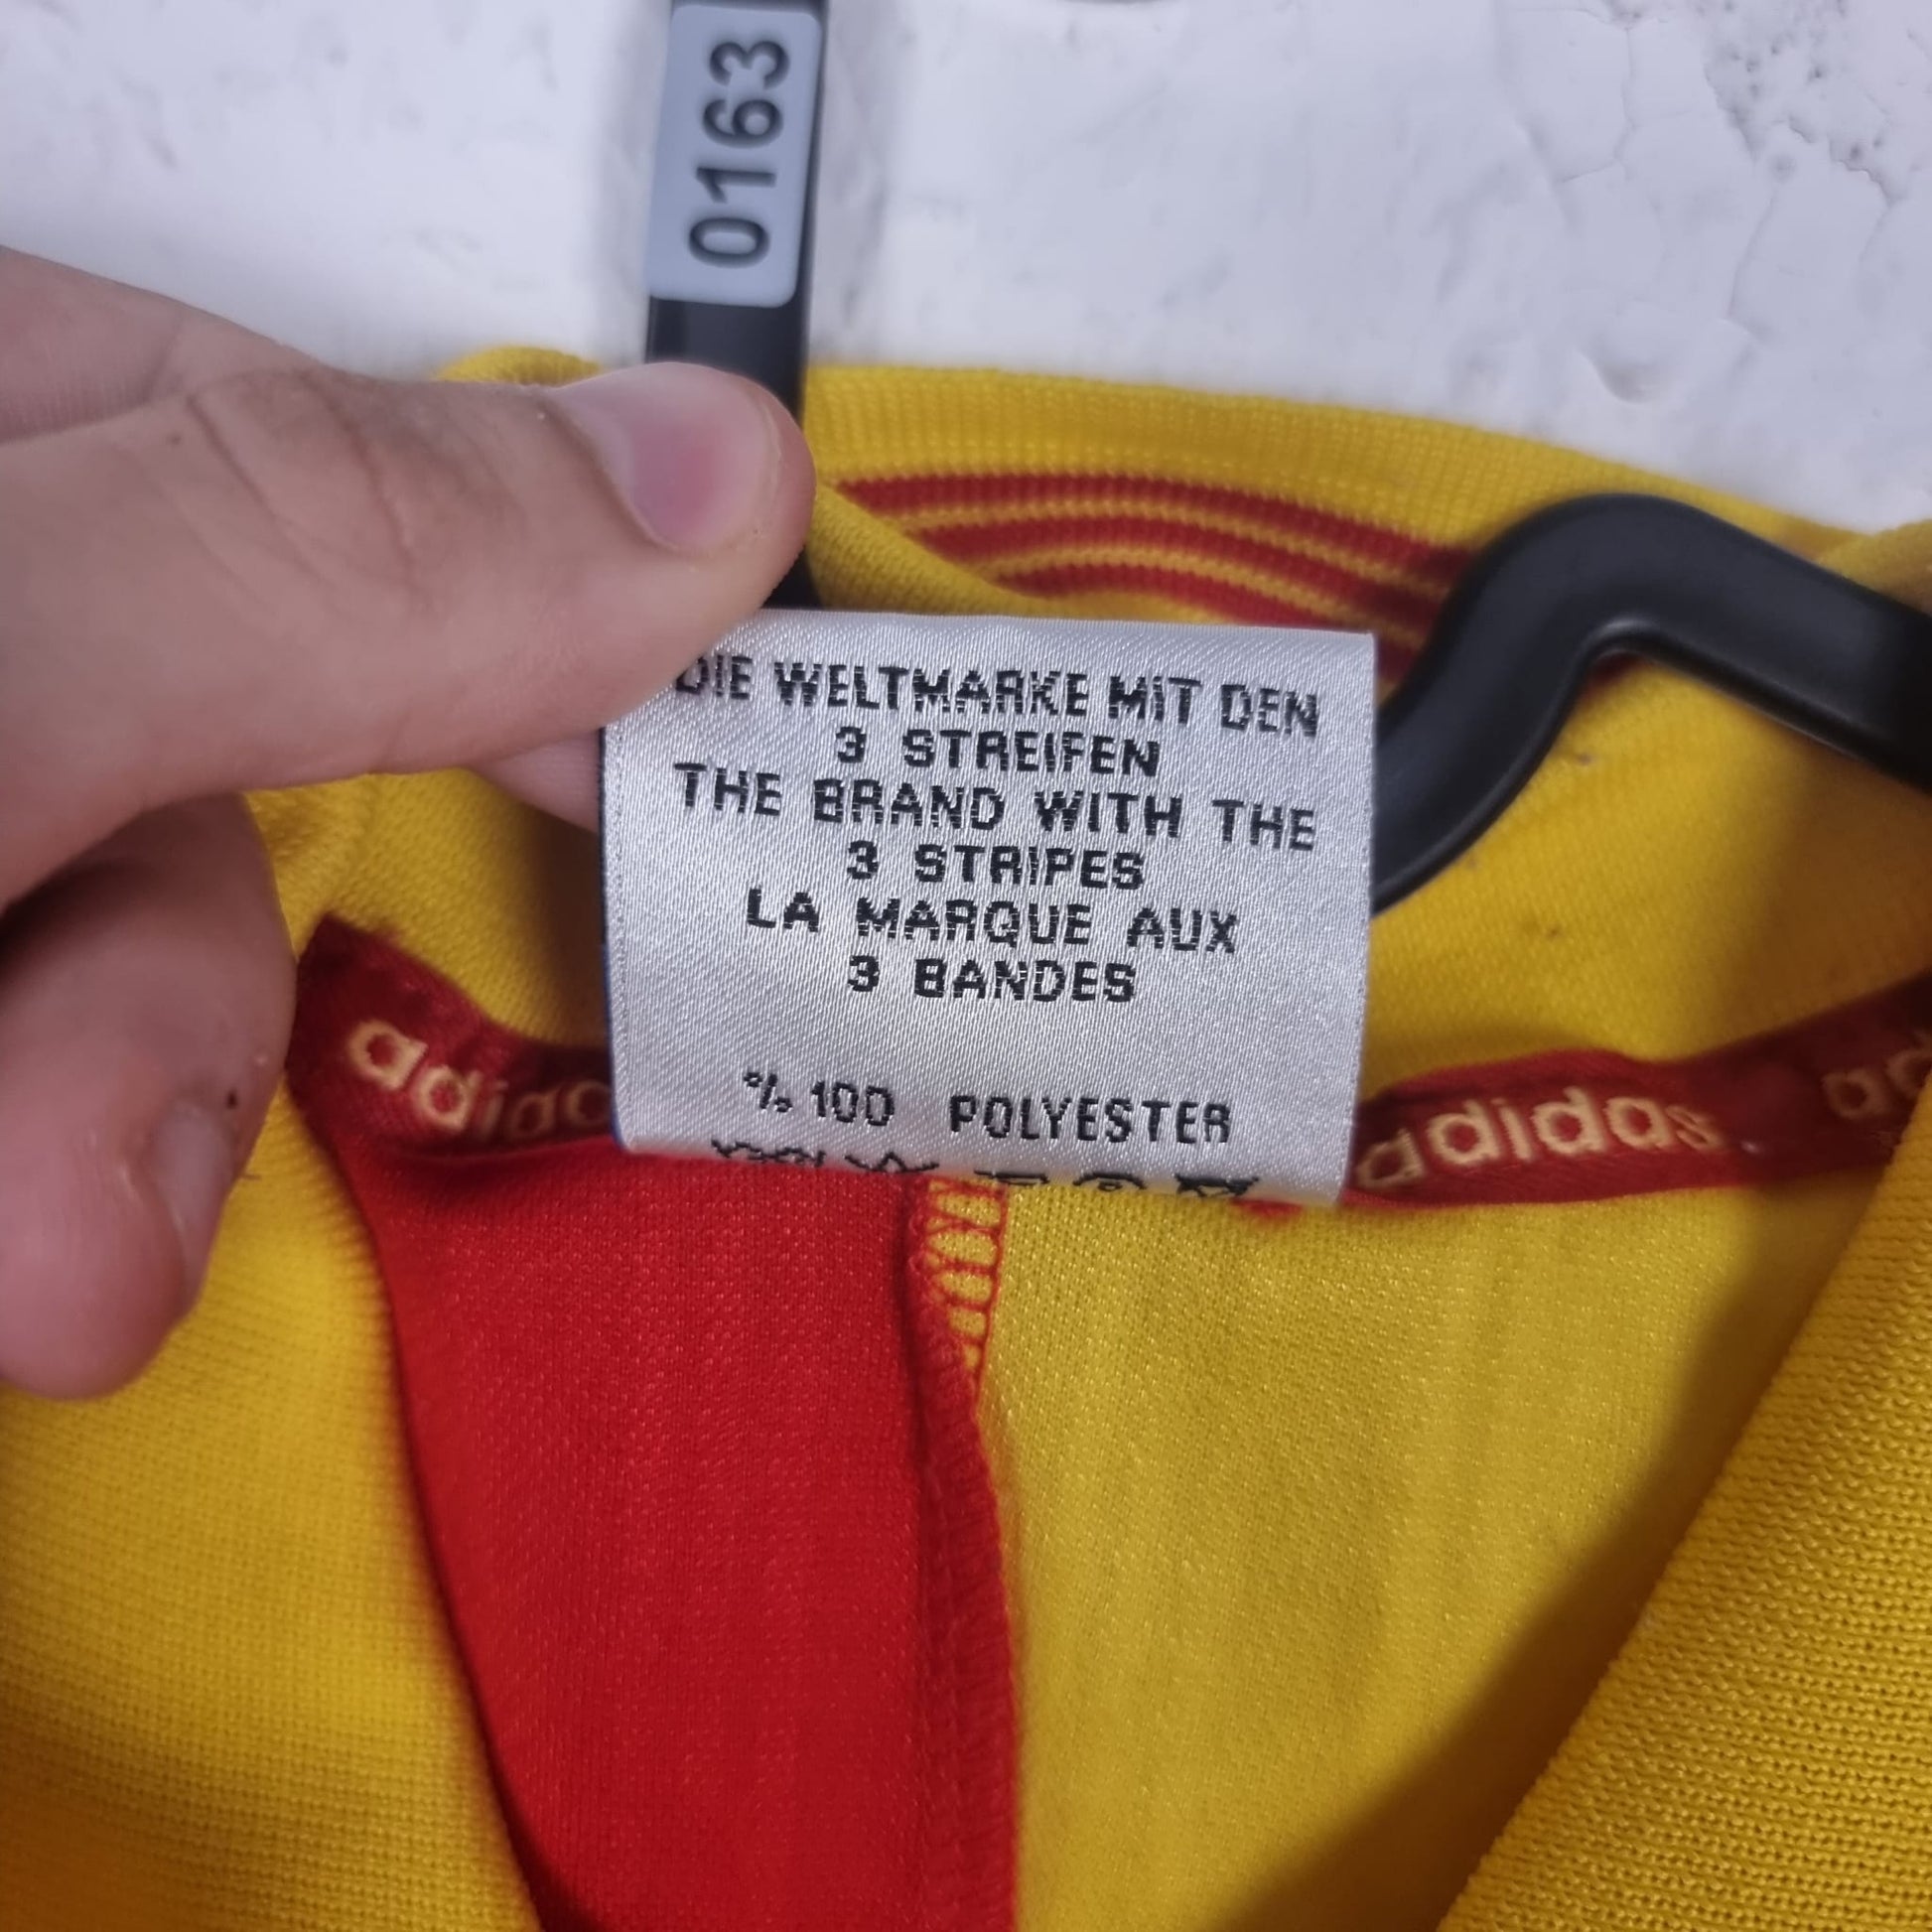 0163
DIE WELTMARKE MIT DEN
3 STREIFEN
THE BRAND WITH THE
3 STRIPES
LA MARQUE AUX
3 BANDES
% 100 POLYESTER
adidas